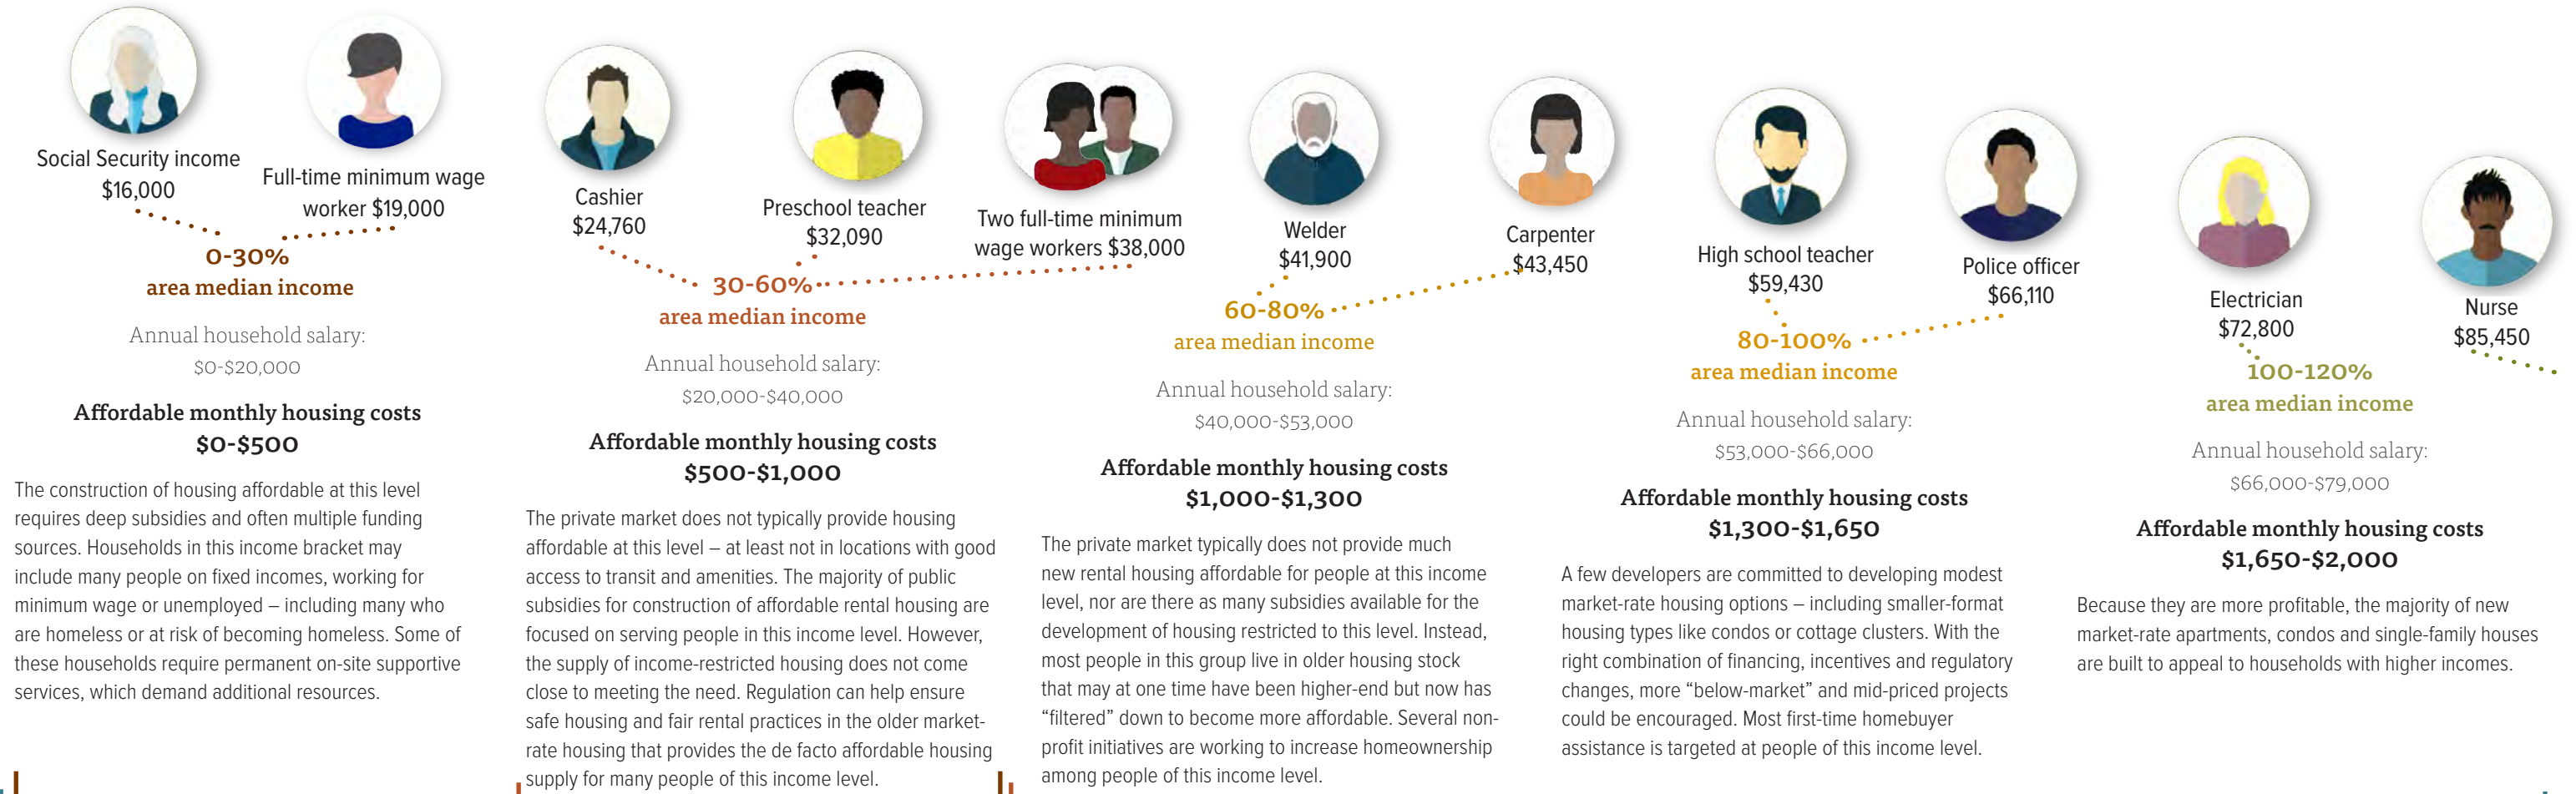 Social Security income
$16,000
Full-time minimum wage
worker $19,000
0-30%
area median income
Annual household salary:
$0-$20,000
Affordable monthly housing costs
$0-$500
The construction of housing affordable at this level
requires deep subsidies and often multiple funding
sources. Households in this income bracket may
include many people on fixed incomes, working for
minimum wage or unemployed – including many who
are homeless or at risk of becoming homeless. Some of
these households require permanent on-site supportive
services, which demand additional resources.
Cashier
$24,760
Preschool teacher
$32,090
Two full-time minimum
wage workers $38,000
30-60%
area median income
Annual household salary:
$20,000-$40,000
Affordable monthly housing costs
$500-$1,000
The private market does not typically provide housing
affordable at this level – at least not in locations with good
access to transit and amenities. The majority of public
subsidies for construction of affordable rental housing are
focused on serving people in this income level. However,
the supply of income-restricted housing does not come
close to meeting the need. Regulation can help ensure
safe housing and fair rental practices in the older market-
rate housing that provides the de facto affordable housing
supply for many people of this income level.
Welder
$41,900
Carpenter
$43,450
60-80%
area median income
Annual household salary:
$40,000-$53,000
Affordable monthly housing costs
$1,000-$1,300
The private market typically does not provide much
new rental housing affordable for people at this income
level, nor are there as many subsidies available for the
development of housing restricted to this level. Instead,
most people in this group live in older housing stock
that may at one time have been higher-end but now has
“filtered” down to become more affordable. Several non-
profit initiatives are working to increase homeownership
among people of this income level.
High school teacher
$59,430
Police officer
$66,110
80-100%
area median income
Annual household salary:
$53,000-$66,000
Affordable monthly housing costs
$1,300-$1,650
A few developers are committed to developing modest
market-rate housing options – including smaller-format
housing types like condos or cottage clusters. With the
right combination of financing, incentives and regulatory
changes, more “below-market” and mid-priced projects
could be encouraged. Most first-time homebuyer
assistance is targeted at people of this income level.
Electrician
$72,800
Nurse
$85,450
100-120%
area median income
Annual household salary:
$66,000-$79,000
Affordable monthly housing costs
$1,650-$2,000
Because they are more profitable, the majority of new
market-rate apartments, condos and single-family houses
are built to appeal to households with higher incomes.